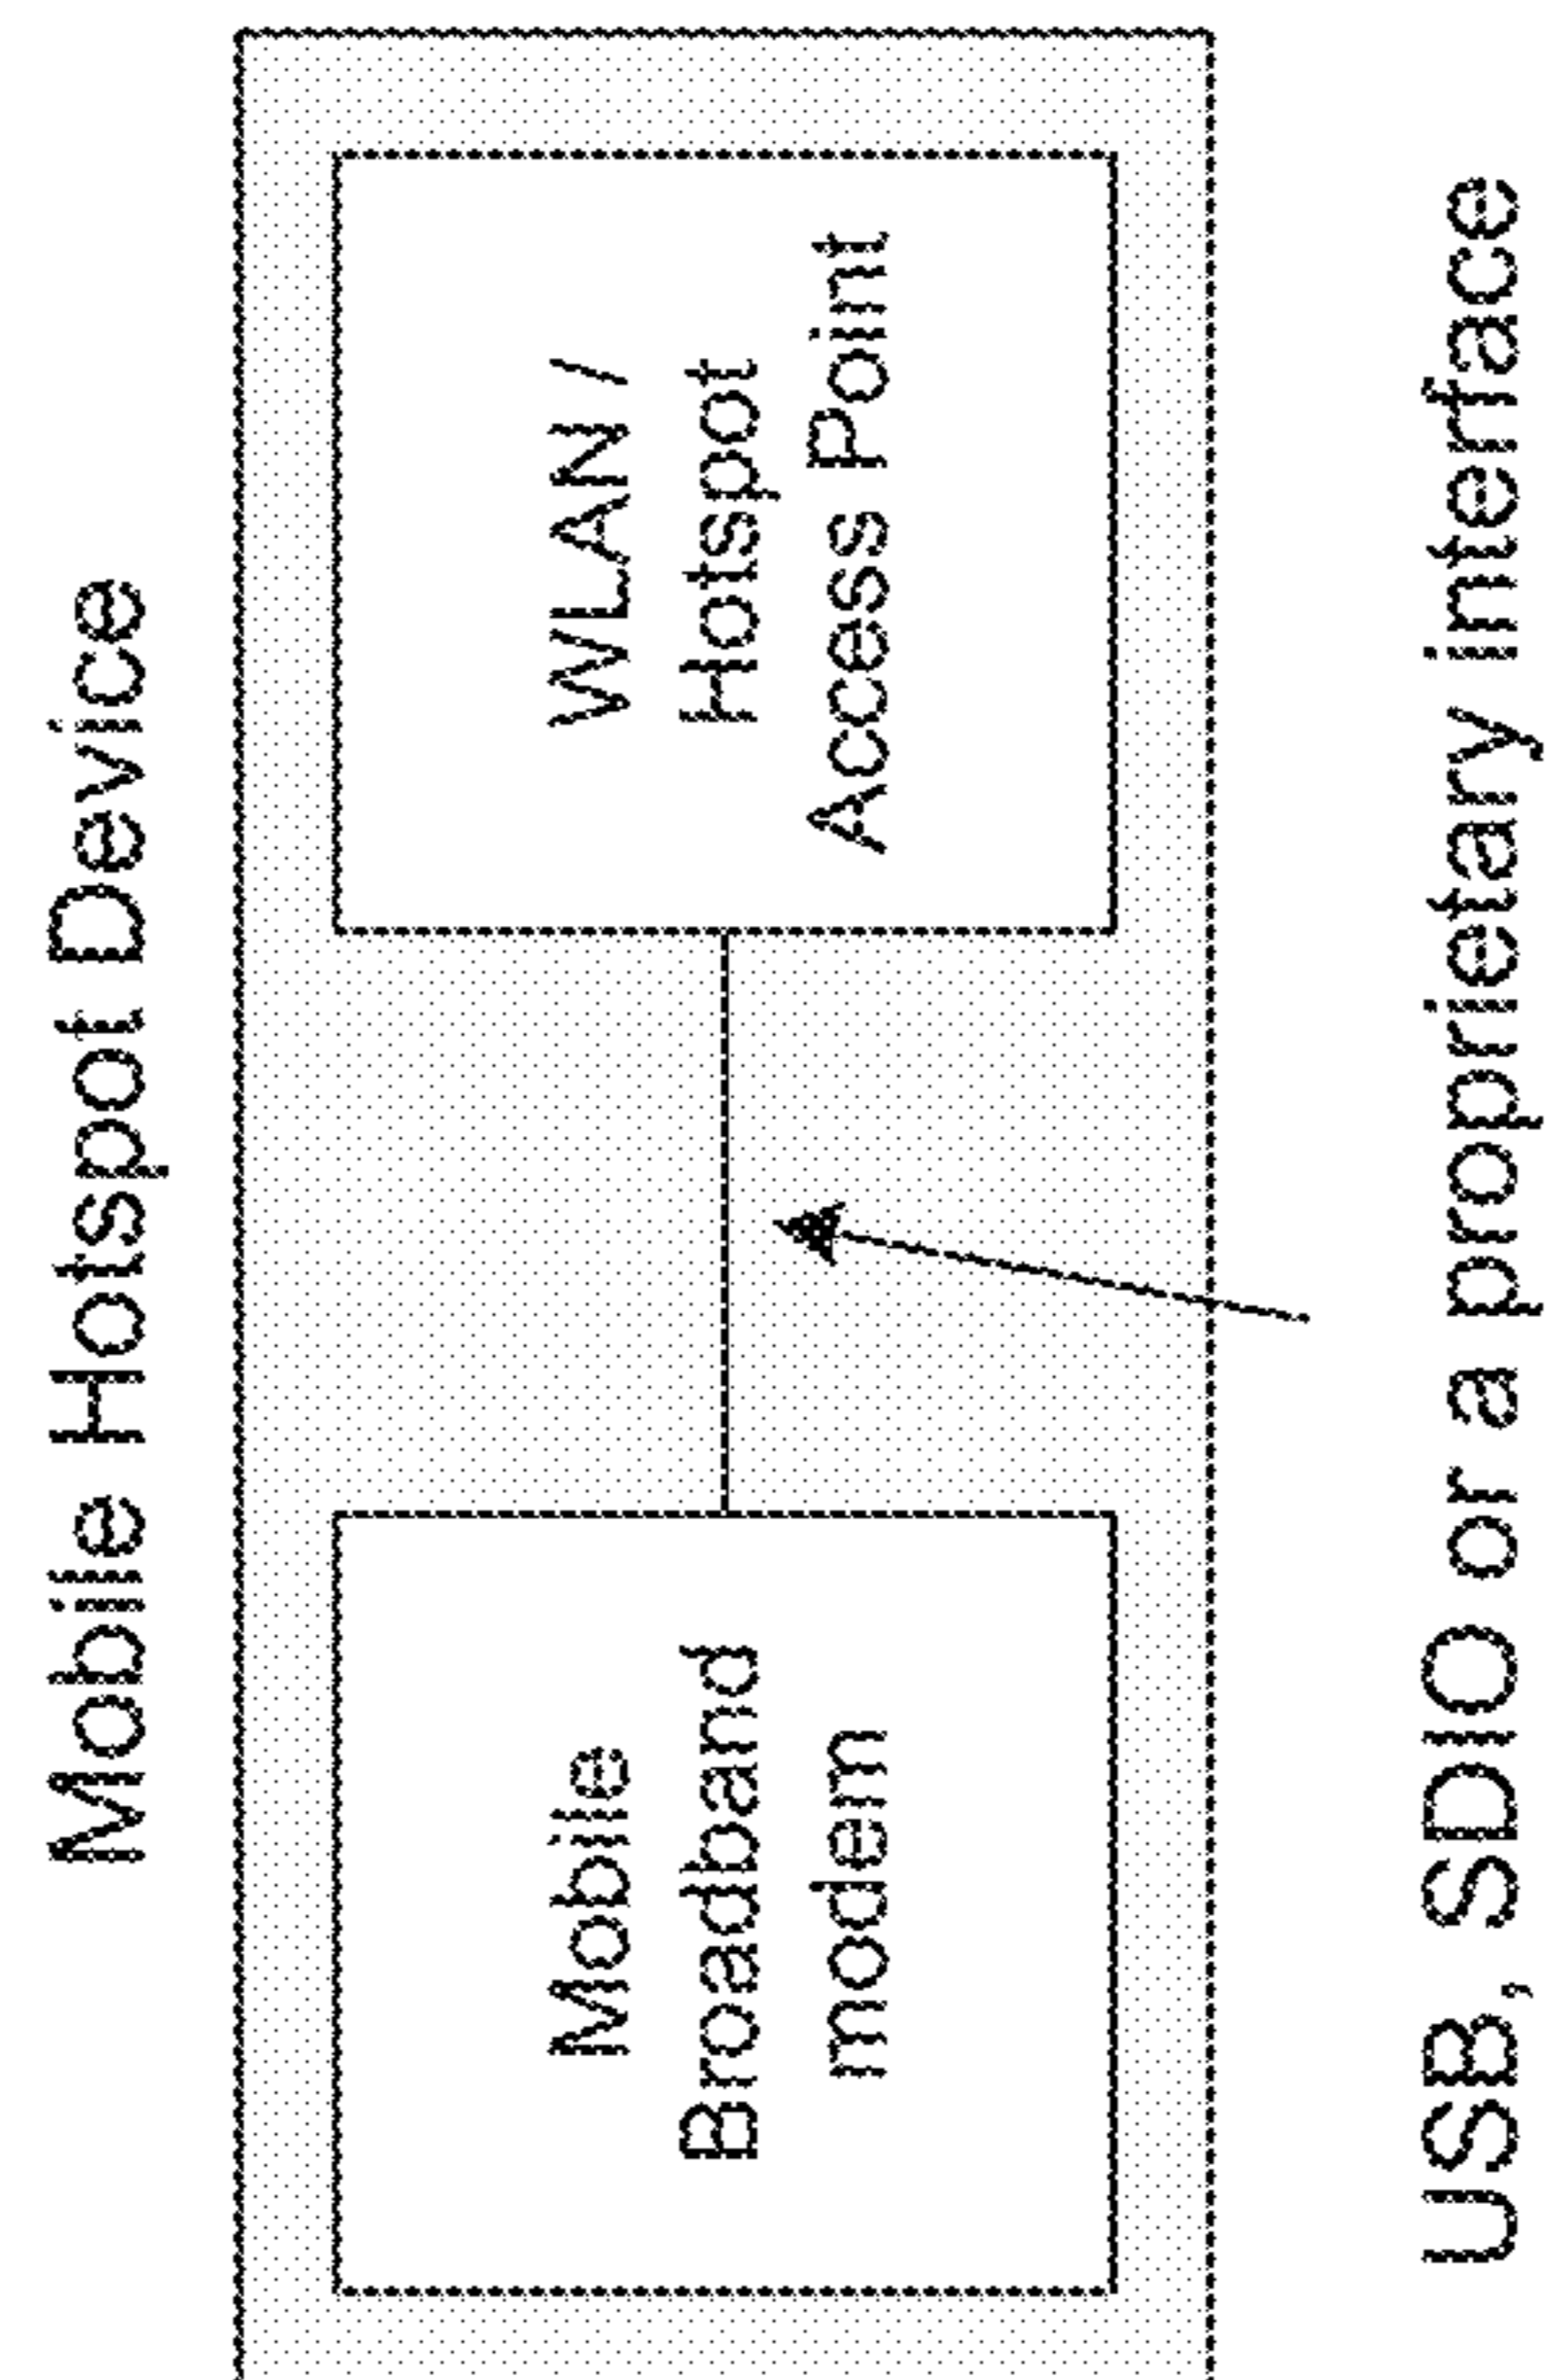 Mobile Hotspot Device
Mobile
Broadband
modem
WLAN /
Hotspot
Access Point
USB, SDIO or a proprietary interface